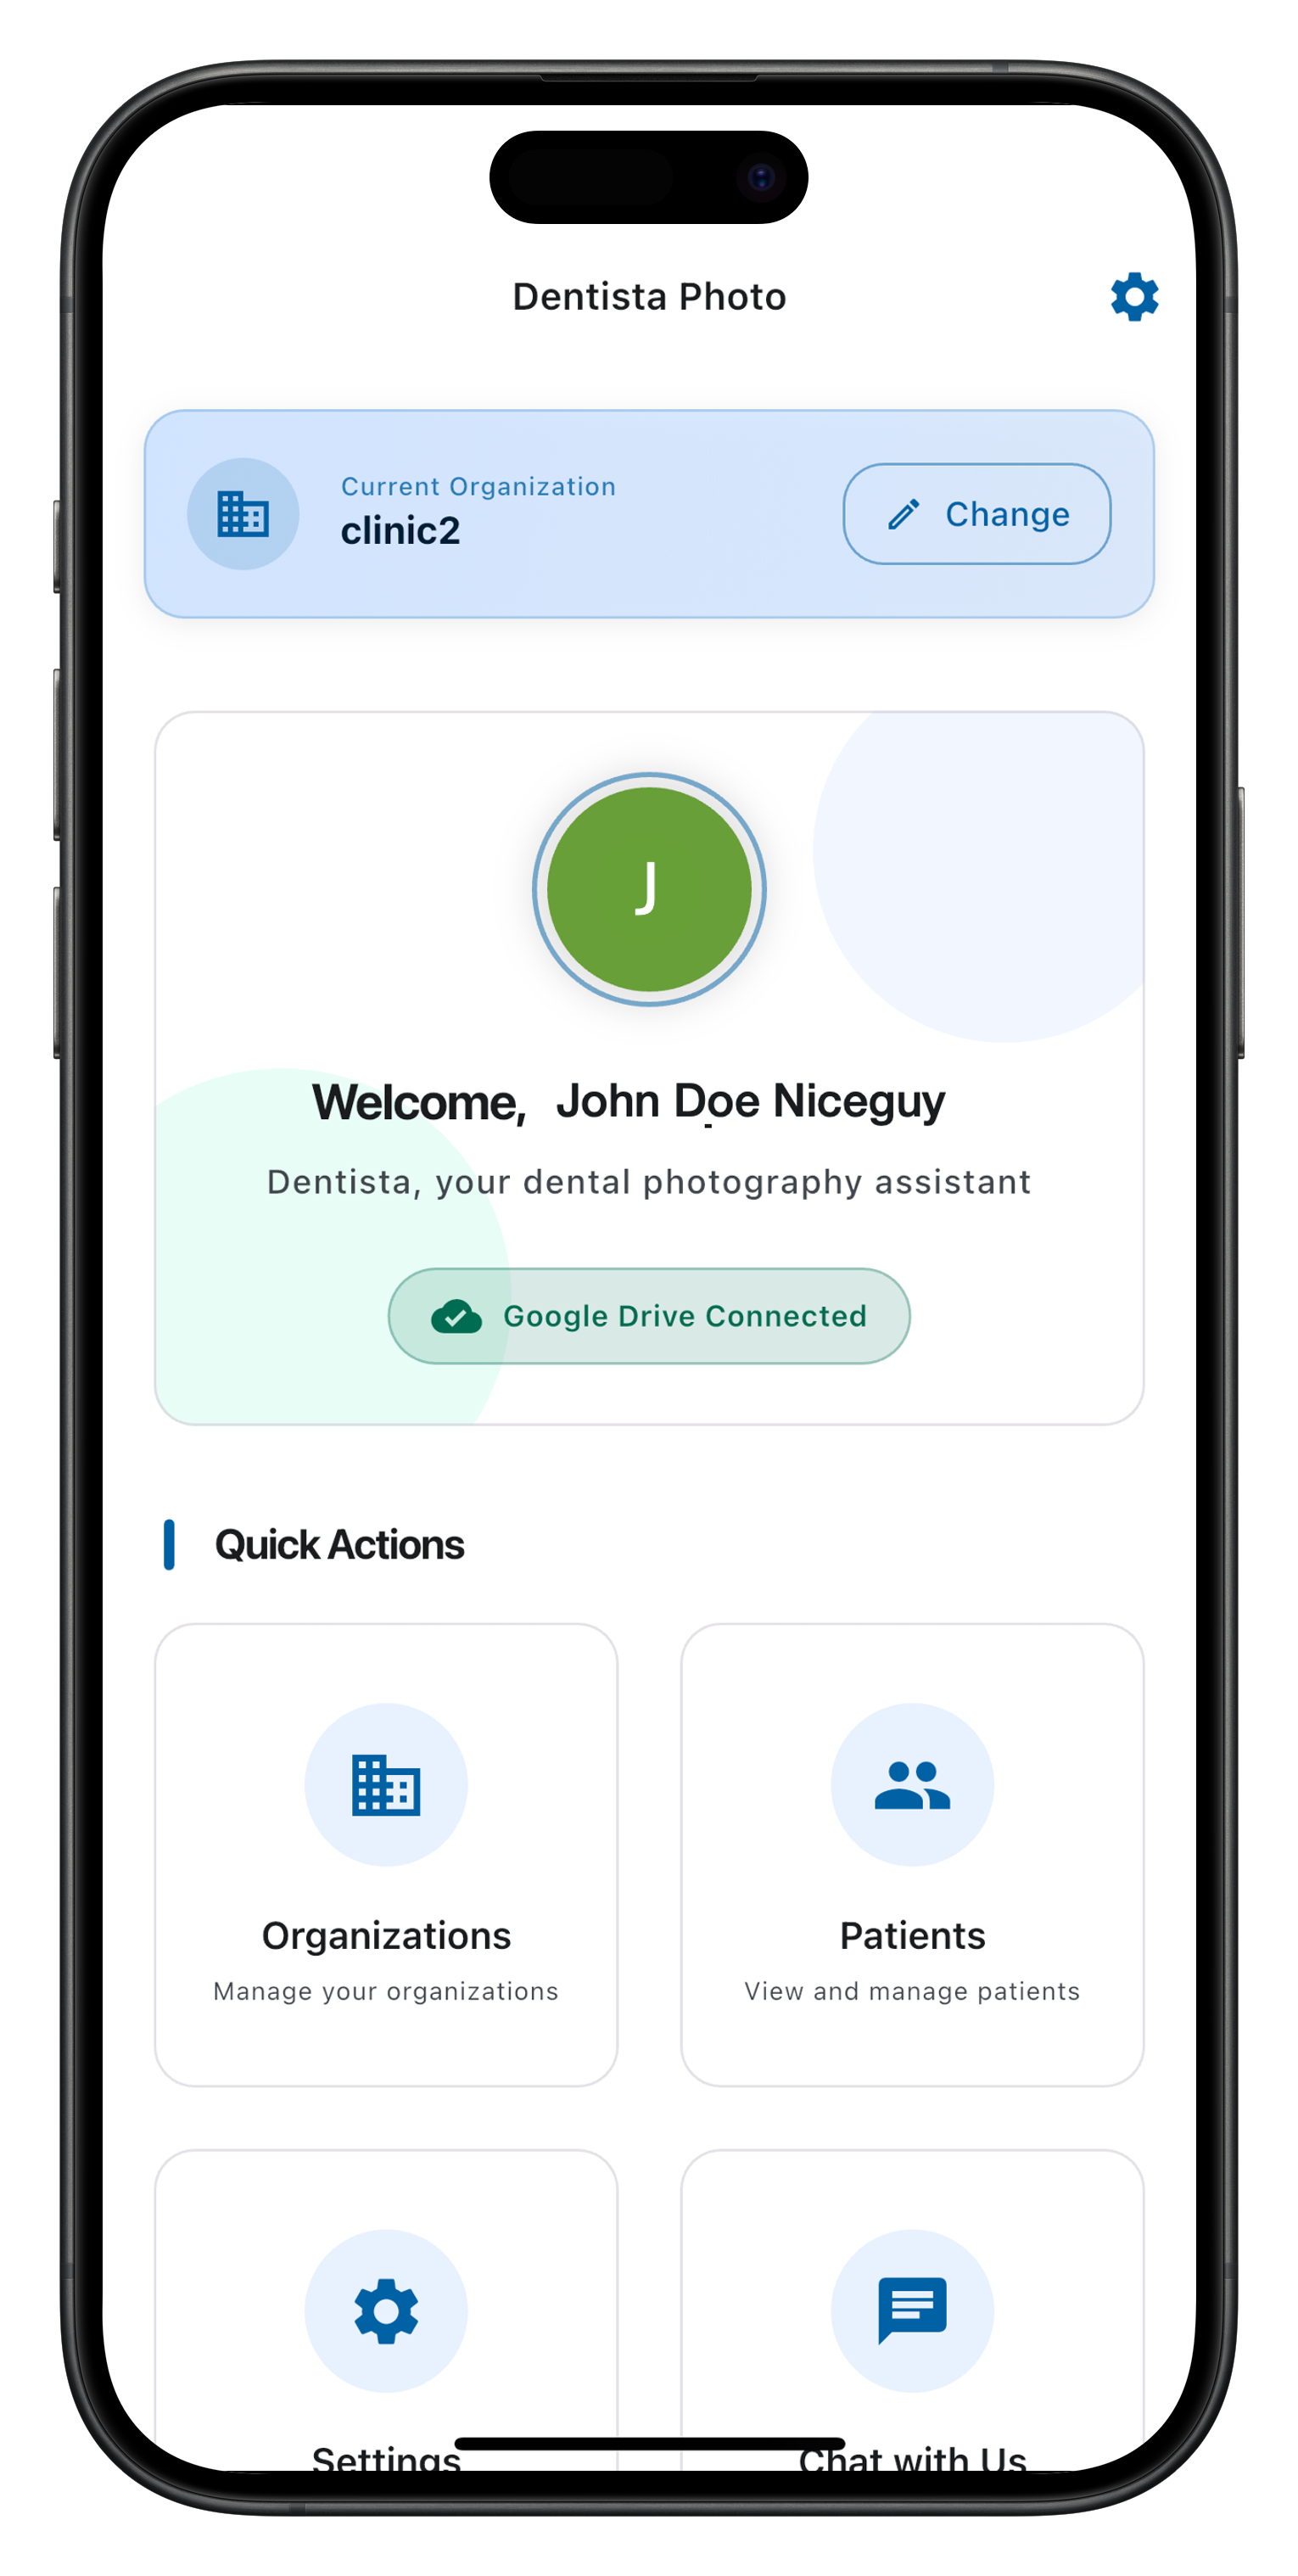 Dentista Photo
Current Organization
clinic2
Change
J
Welcome, John Doe Niceguy
Dentista, your dental photography assistant
Google Drive Connected
Quick Actions
Organizations
Manage your organizations
Patients
View and manage patients
Settings
Chat with Us